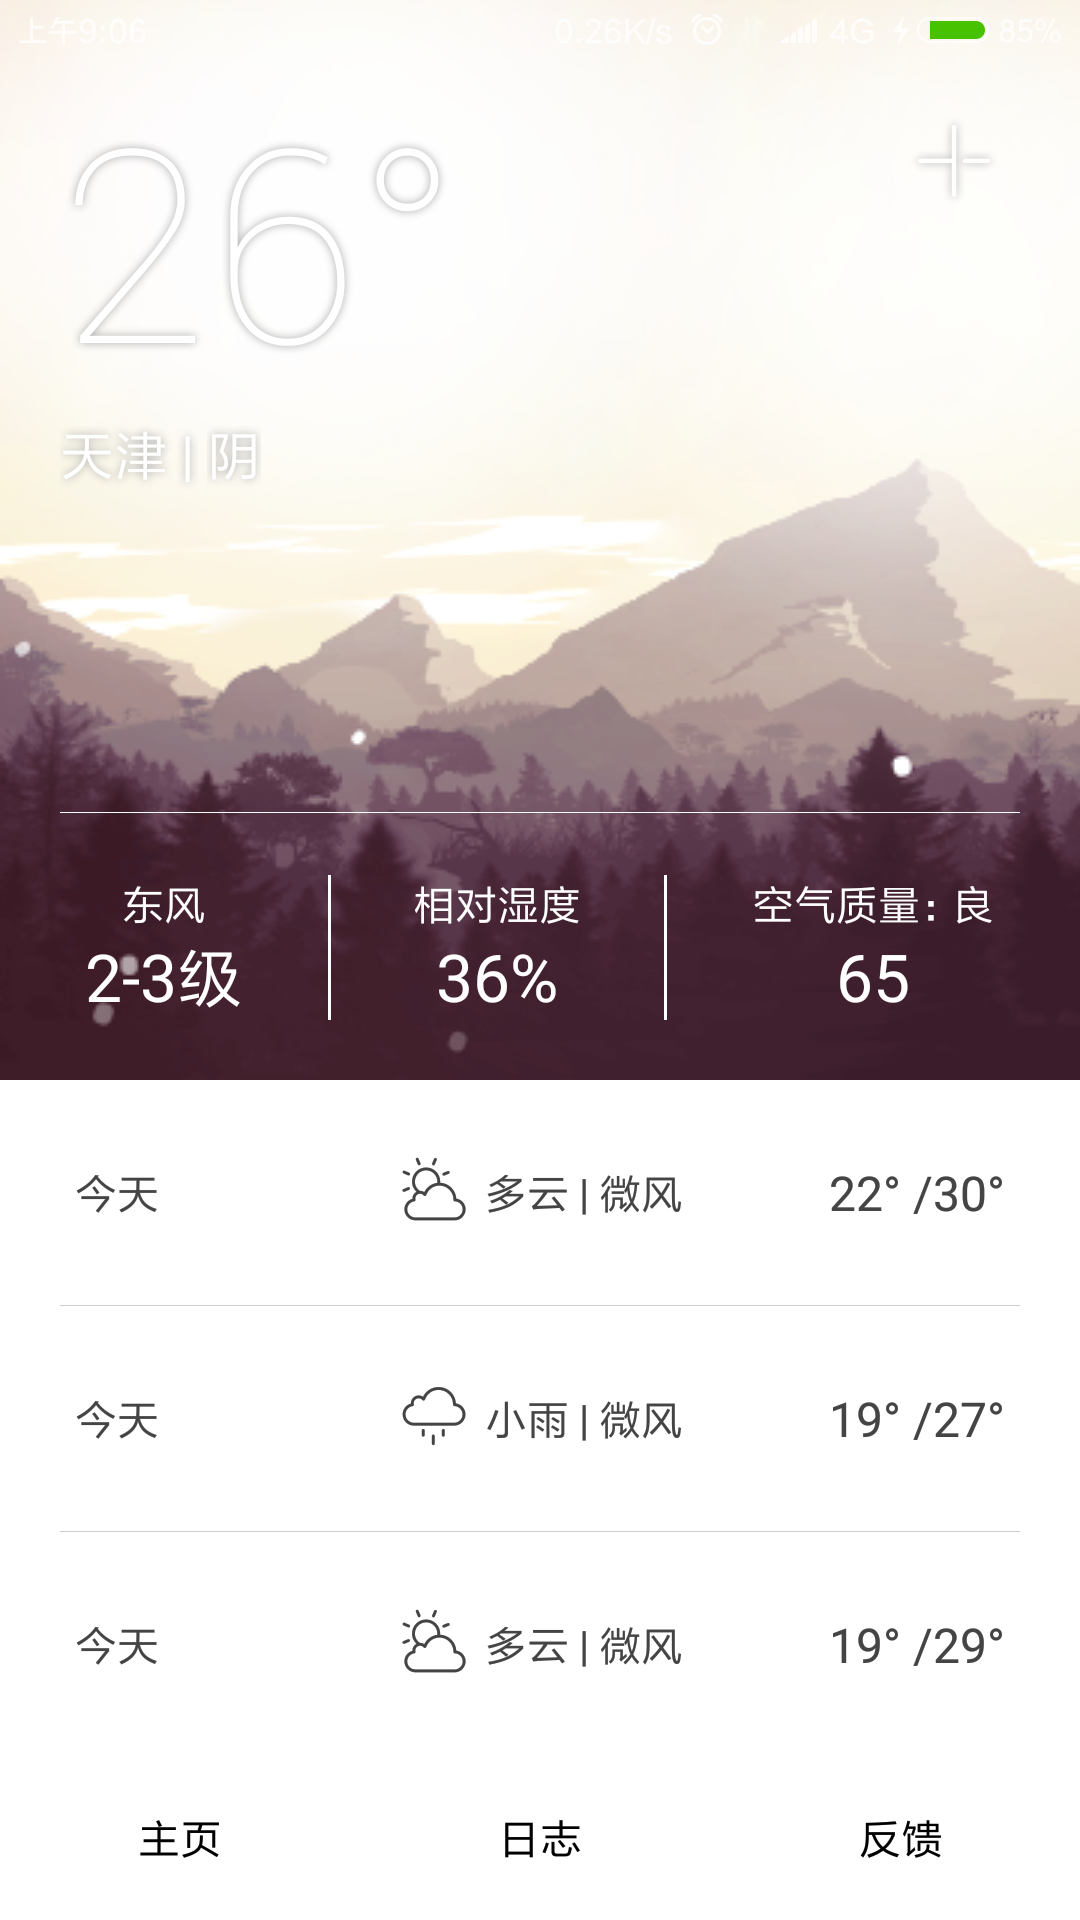 上午9:06 0.26K/s 4G 85%
26°
天津 | 阴
东风 相对湿度 空气质量: 良
2-3级 36% 65
今天 多云 | 微风 22° /30°
今天 小雨 | 微风 19° /27°
今天 多云 | 微风 19° /29°
主页 日志 反馈